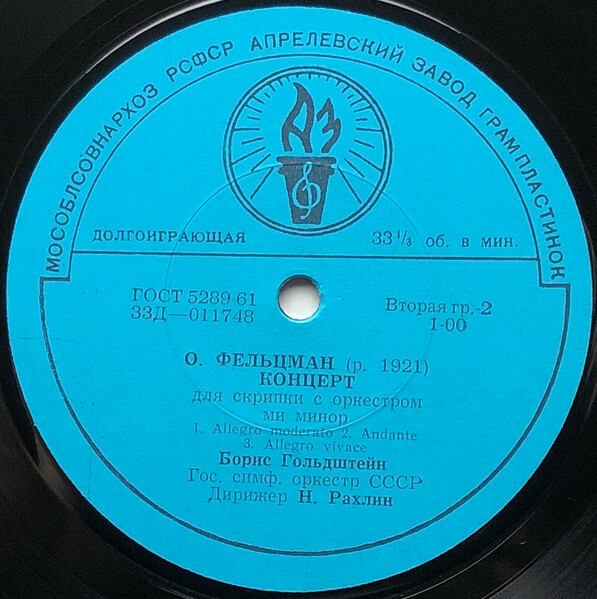 МОСОБЛСОВНАРХОЗ РСФСР АПРЕЛЕВСКИЙ ЗАВОД ГРАМПЛАСТИНОК
АЗ
ДОЛГОИГРАЮЩАЯ 33⅓ об. в мин.
ГОСТ 5289-61 Вторая гр.-2
33Д—011748 1-00
О. ФЕЛЬЦМАН (р. 1921)
КОНЦЕРТ
для скрипки с оркестром
ми минор
1. Allegro moderato 2. Andante
3. Allegro vivace
Борис Гольдштейн
Гос. симф. оркестр СССР
Дирижер Н. Рахлин